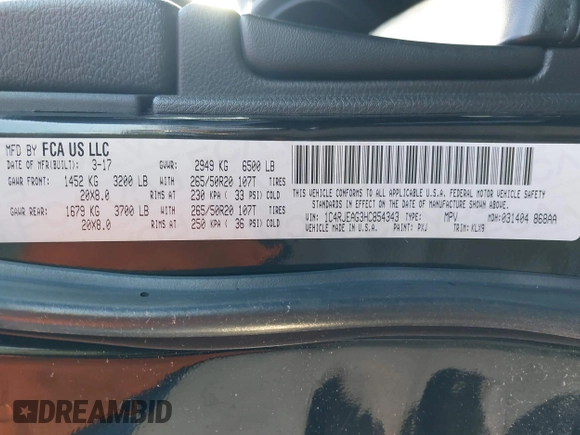 MFD BY FCA US LLC
DATE OF MFR(BUILT): 3-17 GVWR: 2949 KG 6500 LB
GAWR FRONT: 1452 KG 3200 LB WITH 265/50R20 107T TIRES
20X8.0 RIMS AT 230 KPA ( 33 PSI) COLD
GAWR REAR: 1679 KG 3700 LB WITH 265/50R20 107T TIRES
20X8.0 RIMS AT 250 KPA ( 36 PSI) COLD
THIS VEHICLE CONFORMS TO ALL APPLICABLE U.S.A. FEDERAL MOTOR VEHICLE SAFETY
STANDARDS IN EFFECT ON THE DATE OF MANUFACTURE SHOWN ABOVE.
VIN: 1C4RJEAG3HC854343 TYPE: MPV MDH:031404 868AA
MADE IN U.S.A. PAINT: PXJ TRIM: KLX9
DREAMBID